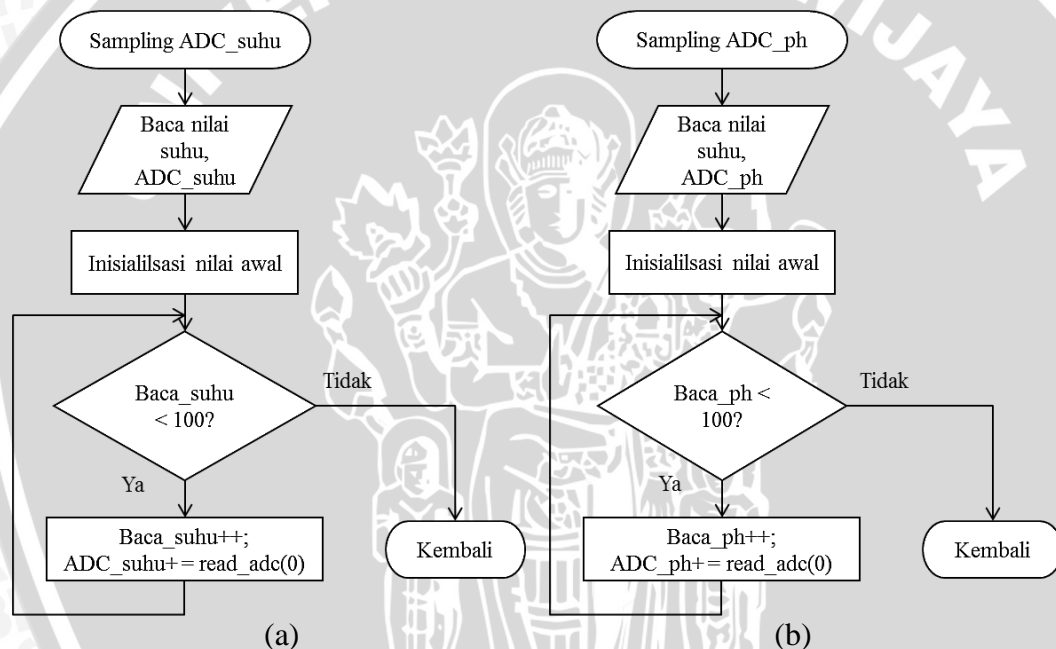 Sampling ADC_suhu
Baca nilai
suhu,
ADC_suhu
Inisialilsasi nilai awal
Baca_suhu
< 100?
Tidak
Ya
Baca_suhu++;
ADC_suhu+= read_adc(0)
Kembali
(a)
Sampling ADC_ph
Baca nilai
suhu,
ADC_ph
Inisialilsasi nilai awal
Baca_ph <
100?
Tidak
Ya
Baca_ph++;
ADC_ph+= read_adc(0)
Kembali
(b)